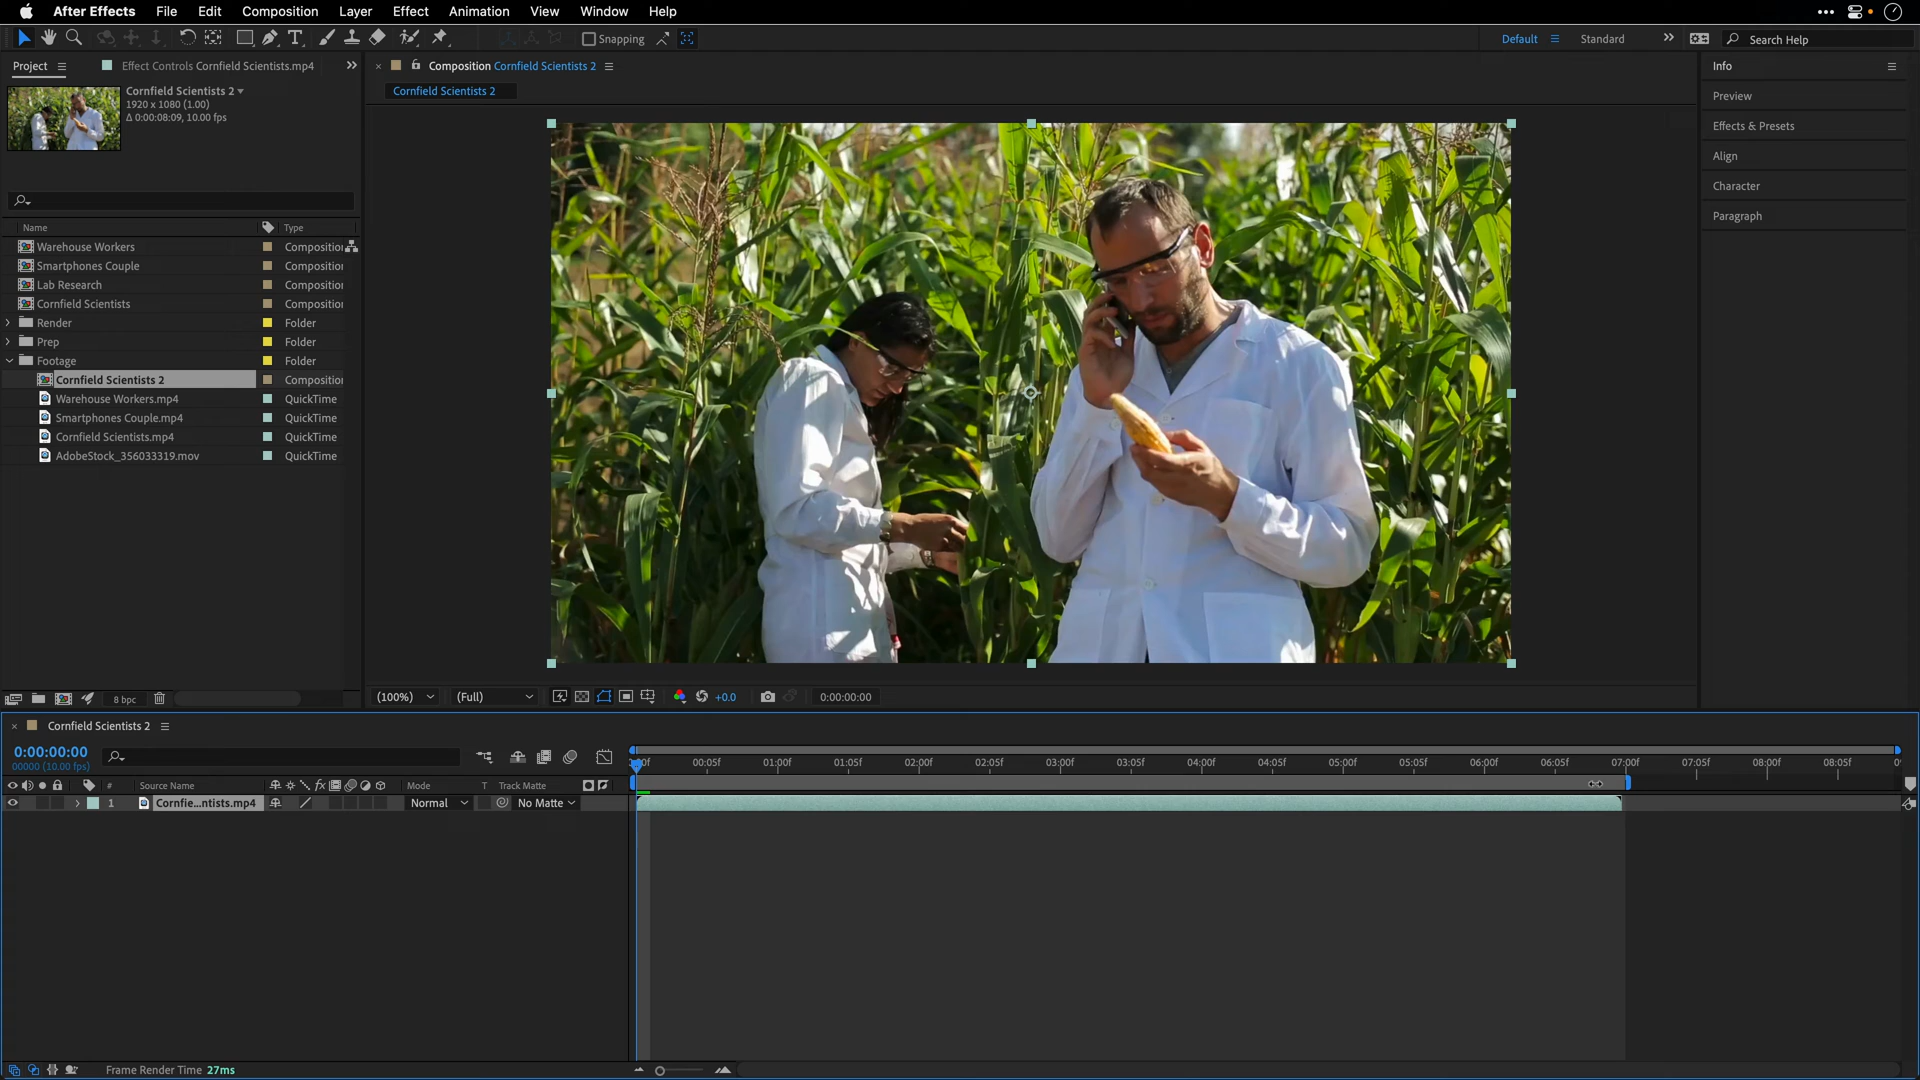 After Effects File Edit Composition Layer Effect Animation View Window Help
Snapping
Default Standard Search Help
Project Effect Controls Cornfield Scientists.mp4
Composition Cornfield Scientists 2
Info
Cornfield Scientists 2
1920 x 1080 (1.00)
Δ 0:00:08:09, 10.00 fps
Cornfield Scientists 2
Preview
Effects & Presets
Align
Character
Paragraph
Name Type
Warehouse Workers Composition
Smartphones Couple Composition
Lab Research Composition
Cornfield Scientists Composition
Render Folder
Prep Folder
Footage Folder
Cornfield Scientists 2 Composition
Warehouse Workers.mp4 QuickTime
Smartphones Couple.mp4 QuickTime
Cornfield Scientists.mp4 QuickTime
AdobeStock_356033319.mov QuickTime
8 bpc
(100%) (Full) +0.0 0:00:00:00
Cornfield Scientists 2
0:00:00:00
00000 (10.00 fps)
:00f 00:05f 01:00f 01:05f 02:00f 02:05f 03:00f 03:05f 04:00f 04:05f 05:00f 05:05f 06:00f 06:05f 07:00f 07:05f 08:00f 08:05f
# Source Name Mode T Track Matte
1 Cornfie...ntists.mp4 Normal No Matte
Frame Render Time 27ms